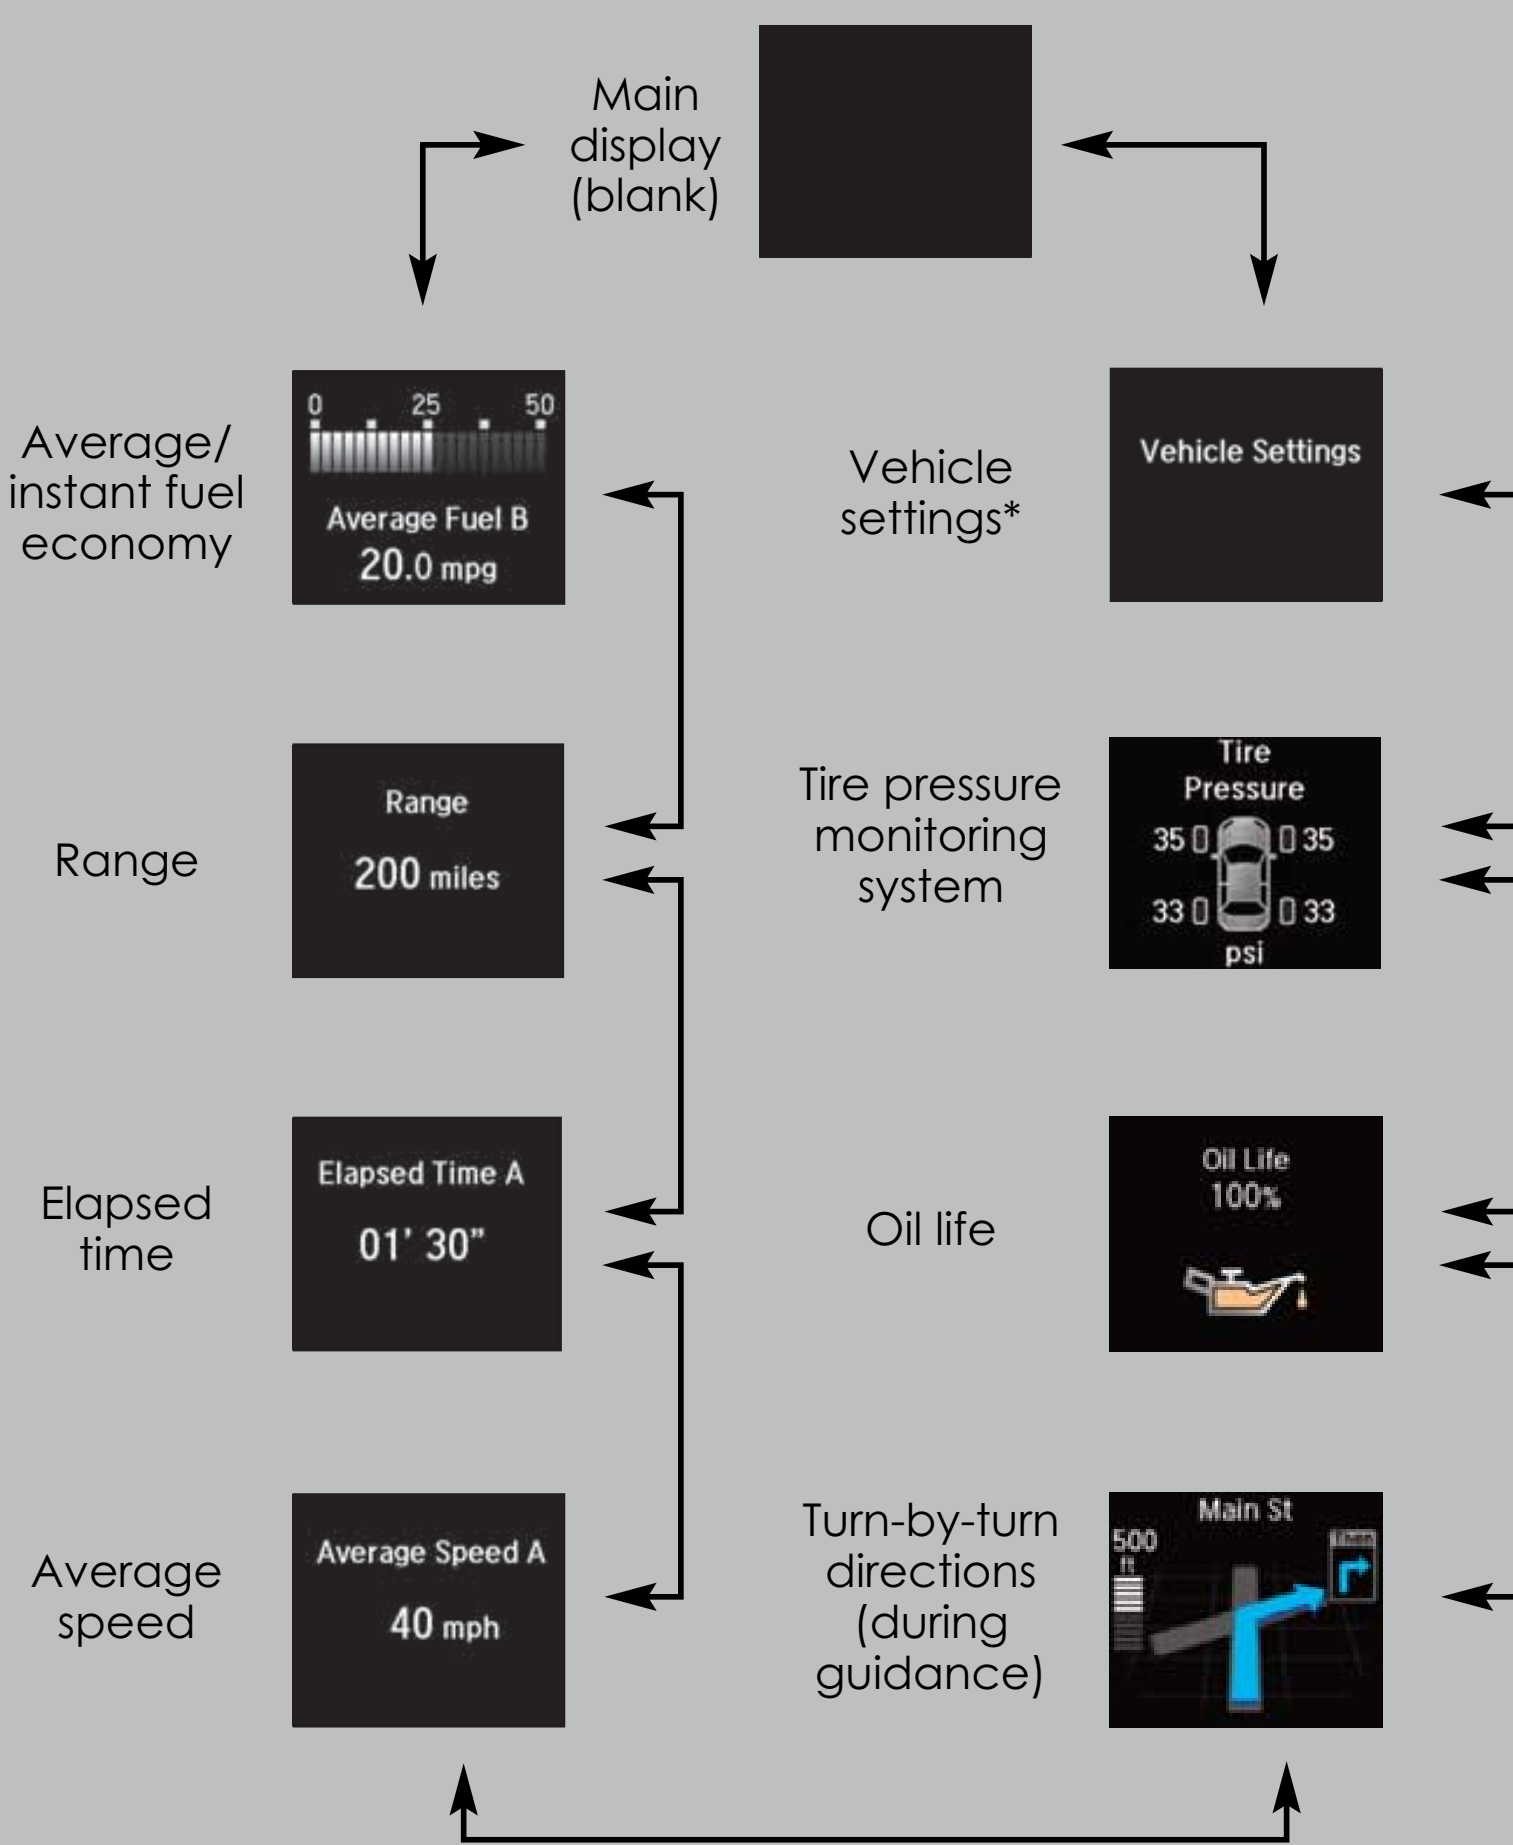 Main
display
(blank)
Average/
instant fuel
economy
0 25 50
Average Fuel B
20.0 mpg
Vehicle
settings*
Vehicle Settings
Range
Range
200 miles
Tire pressure
monitoring
system
Tire
Pressure
35 35
33 33
psi
Elapsed
time
Elapsed Time A
01' 30"
Oil life
Oil Life
100%
Average
speed
Average Speed A
40 mph
Turn-by-turn
directions
(during
guidance)
Main St
500
ft